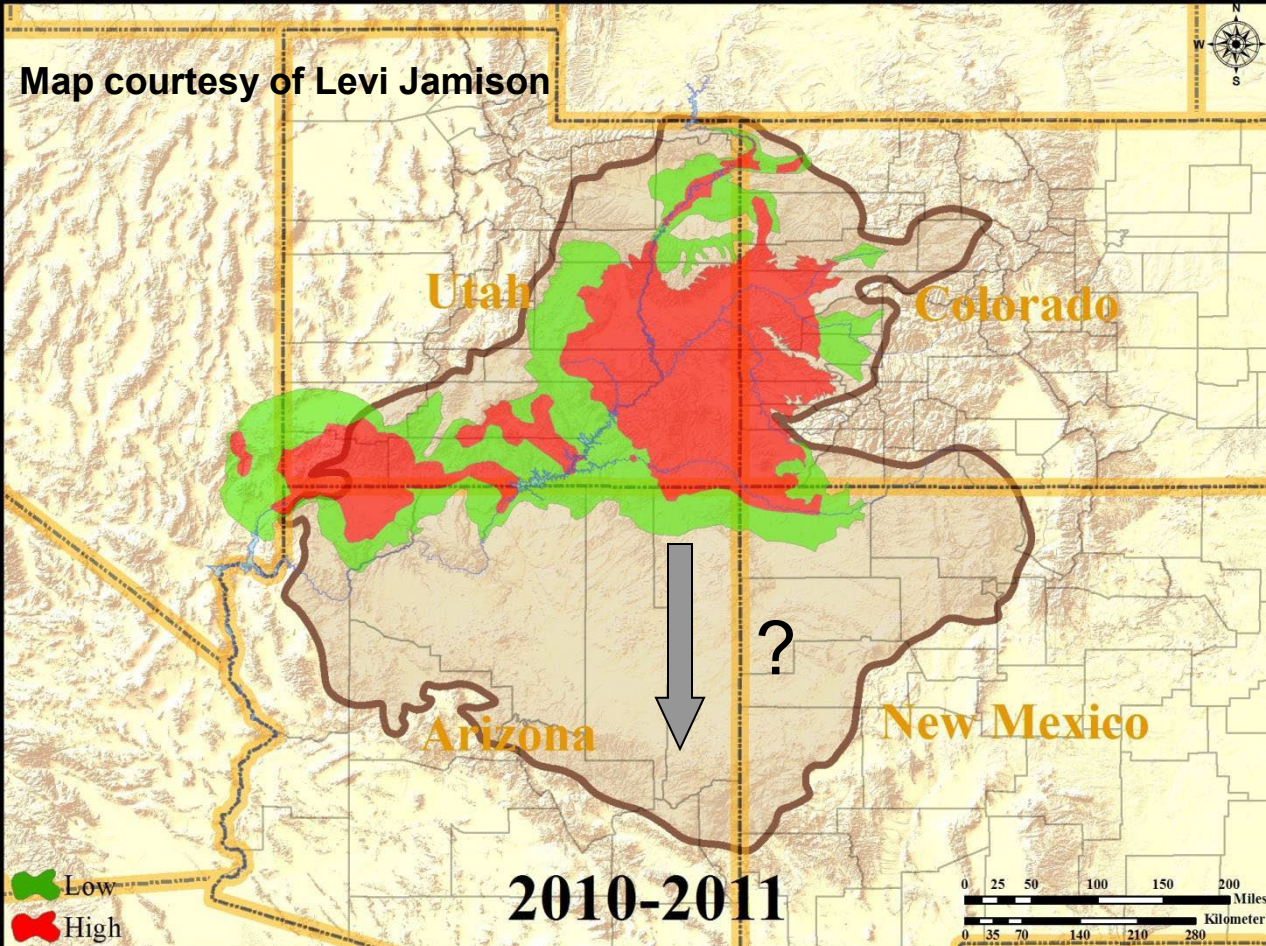 N
W
S
Map courtesy of Levi Jamison
Utah
Colorado
?
Arizona
New Mexico
Low
High
2010-2011
0 25 50 100 150 200
Miles
Kilometer
0 35 70 140 210 280